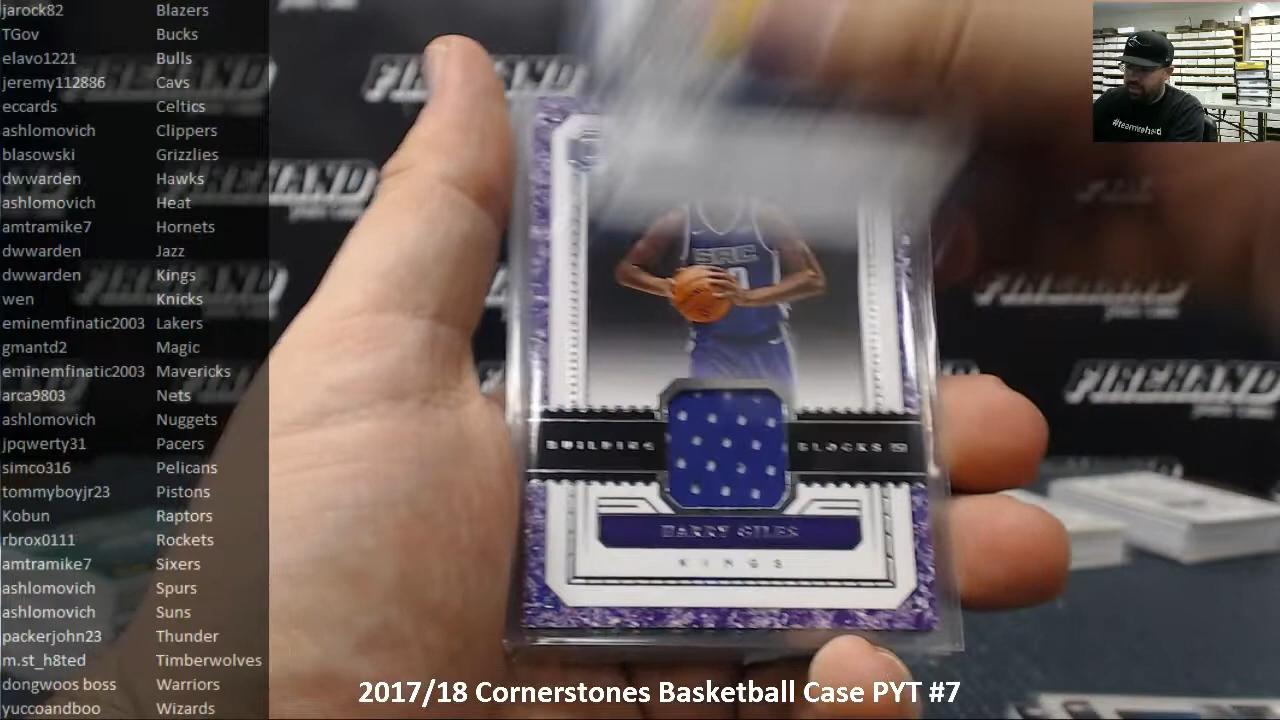 jarock82 Blazers
TGov Bucks
elavo1221 Bulls
jeremy112886 Cavs
eccards Celtics
ashlomovich Clippers
blasowski Grizzlies
dwwarden Hawks
ashlomovich Heat
amtramike7 Hornets
dwwarden Jazz
dwwarden Kings
wen Knicks
eminemfinatic2003 Lakers
gmantd2 Magic
eminemfinatic2003 Mavericks
arca9803 Nets
ashlomovich Nuggets
jpqwerty31 Pacers
simco316 Pelicans
tommyboyjr23 Pistons
Kobun Raptors
rbrox0111 Rockets
amtramike7 Sixers
ashlomovich Spurs
ashlomovich Suns
packerjohn23 Thunder
m.st_h8ted Timberwolves
dongwoos boss Warriors
yuccoandboo Wizards
FIREHAND
FIREHAND
FIREHAND
SAC
BUILDING BLOCKS
HARRY GILES
KINGS
2017/18 Cornerstones Basketball Case PYT #7